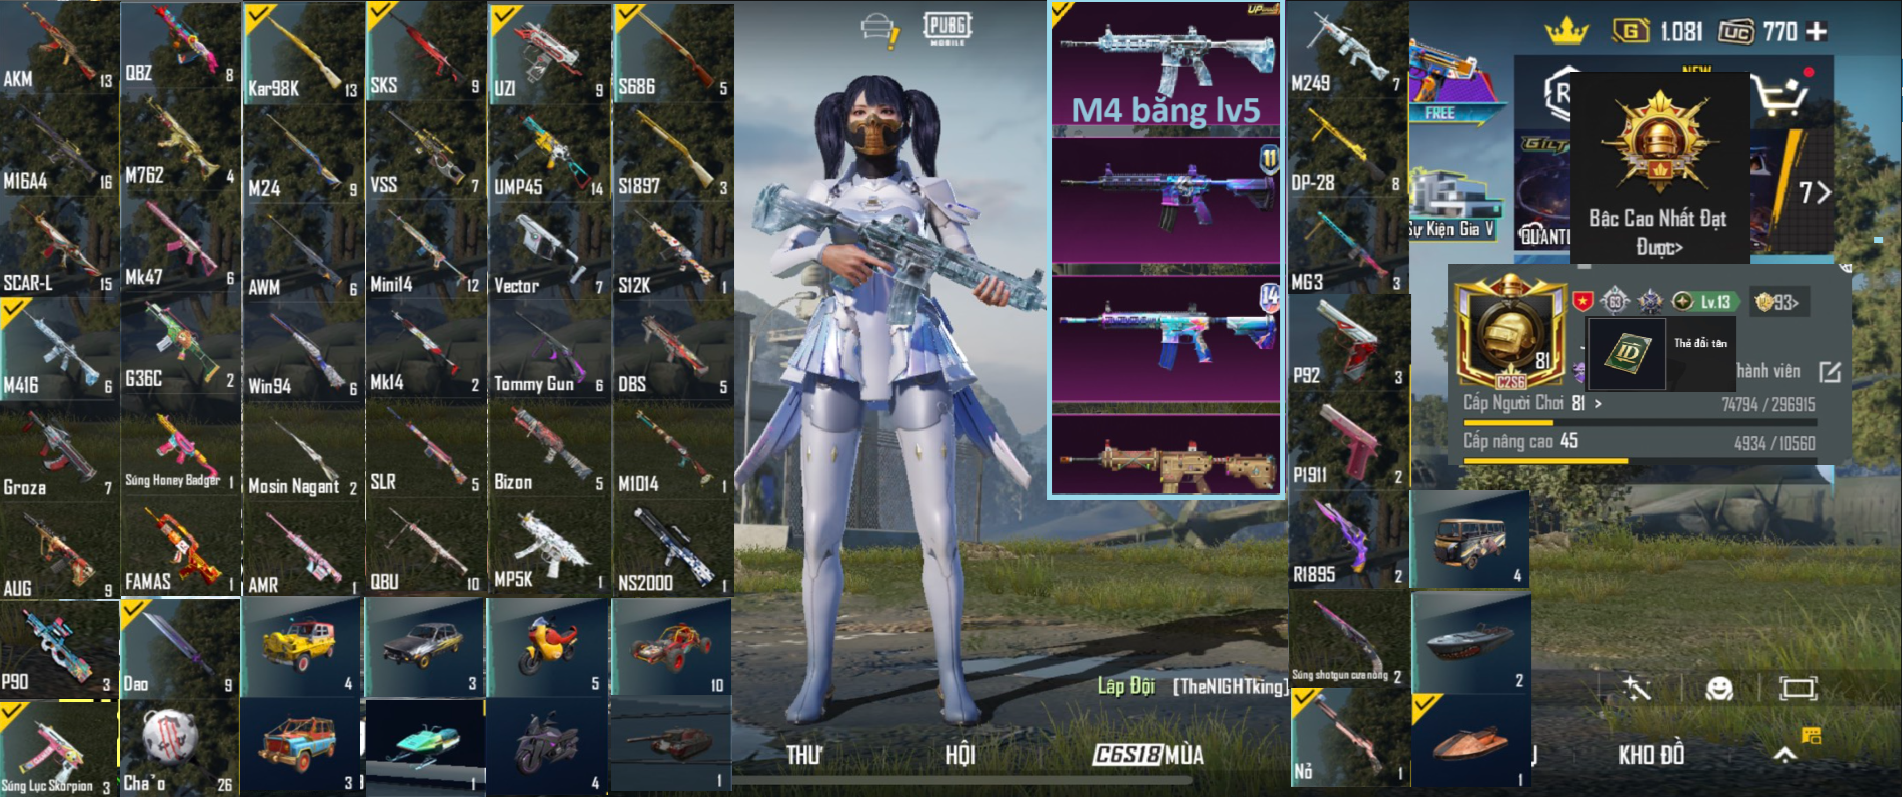 AKM 13
QBZ 8
Kar98K 13
SKS 9
UZI 9
S686 5
M16A4 16
M762 4
M24 9
VSS 7
UMP45 14
S1897 3
SCAR-L 15
Mk47 6
AWM 6
Mini14 12
Vector 7
S12K 1
M416 6
G36C 2
Win94 6
Mk14 2
Tommy Gun 6
DBS 5
Groza 7
Súng Honey Badger 1
Mosin Nagant 2
SLR 5
Bizon 5
M1014 1
AUG 9
FAMAS 1
AMR 1
QBU 10
MP5K 1
NS2000 1
P90 3
Dao 9
4
3
5
10
Súng Lục Skorpion 3
Chảo 26
3
1
4
1
PUBG
MOBILE
UP
M4 băng lv5
11
14
Lập Đội [TheNIGHTking]
THƯ
HỘI
C6S18 MÙA
M249 7
DP-28 8
MG3 3
P92 3
P1911 2
R1895 2
Súng shotgun cưa nòng 2
Nỏ 1
4
2
1
G 1.081
UC 770 +
FREE
NEW
R
GILT
7>
Sự Kiện Gia V
QUANT
Bậc Cao Nhất Đạt
Được>
63
Lv.13
93>
81
C2S6
ID
Thẻ đổi tên
hành viên
Cấp Người Chơi 81 >
74794 / 296915
Cấp nâng cao 45
4934 / 10560
KHO ĐỒ